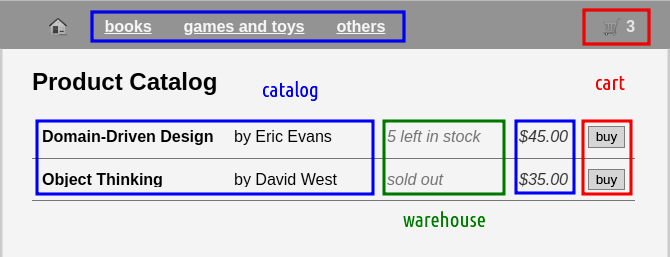 books games and toys others 3
Product Catalog
catalog cart
Domain-Driven Design by Eric Evans 5 left in stock $45.00 buy
Object Thinking by David West sold out $35.00 buy
warehouse